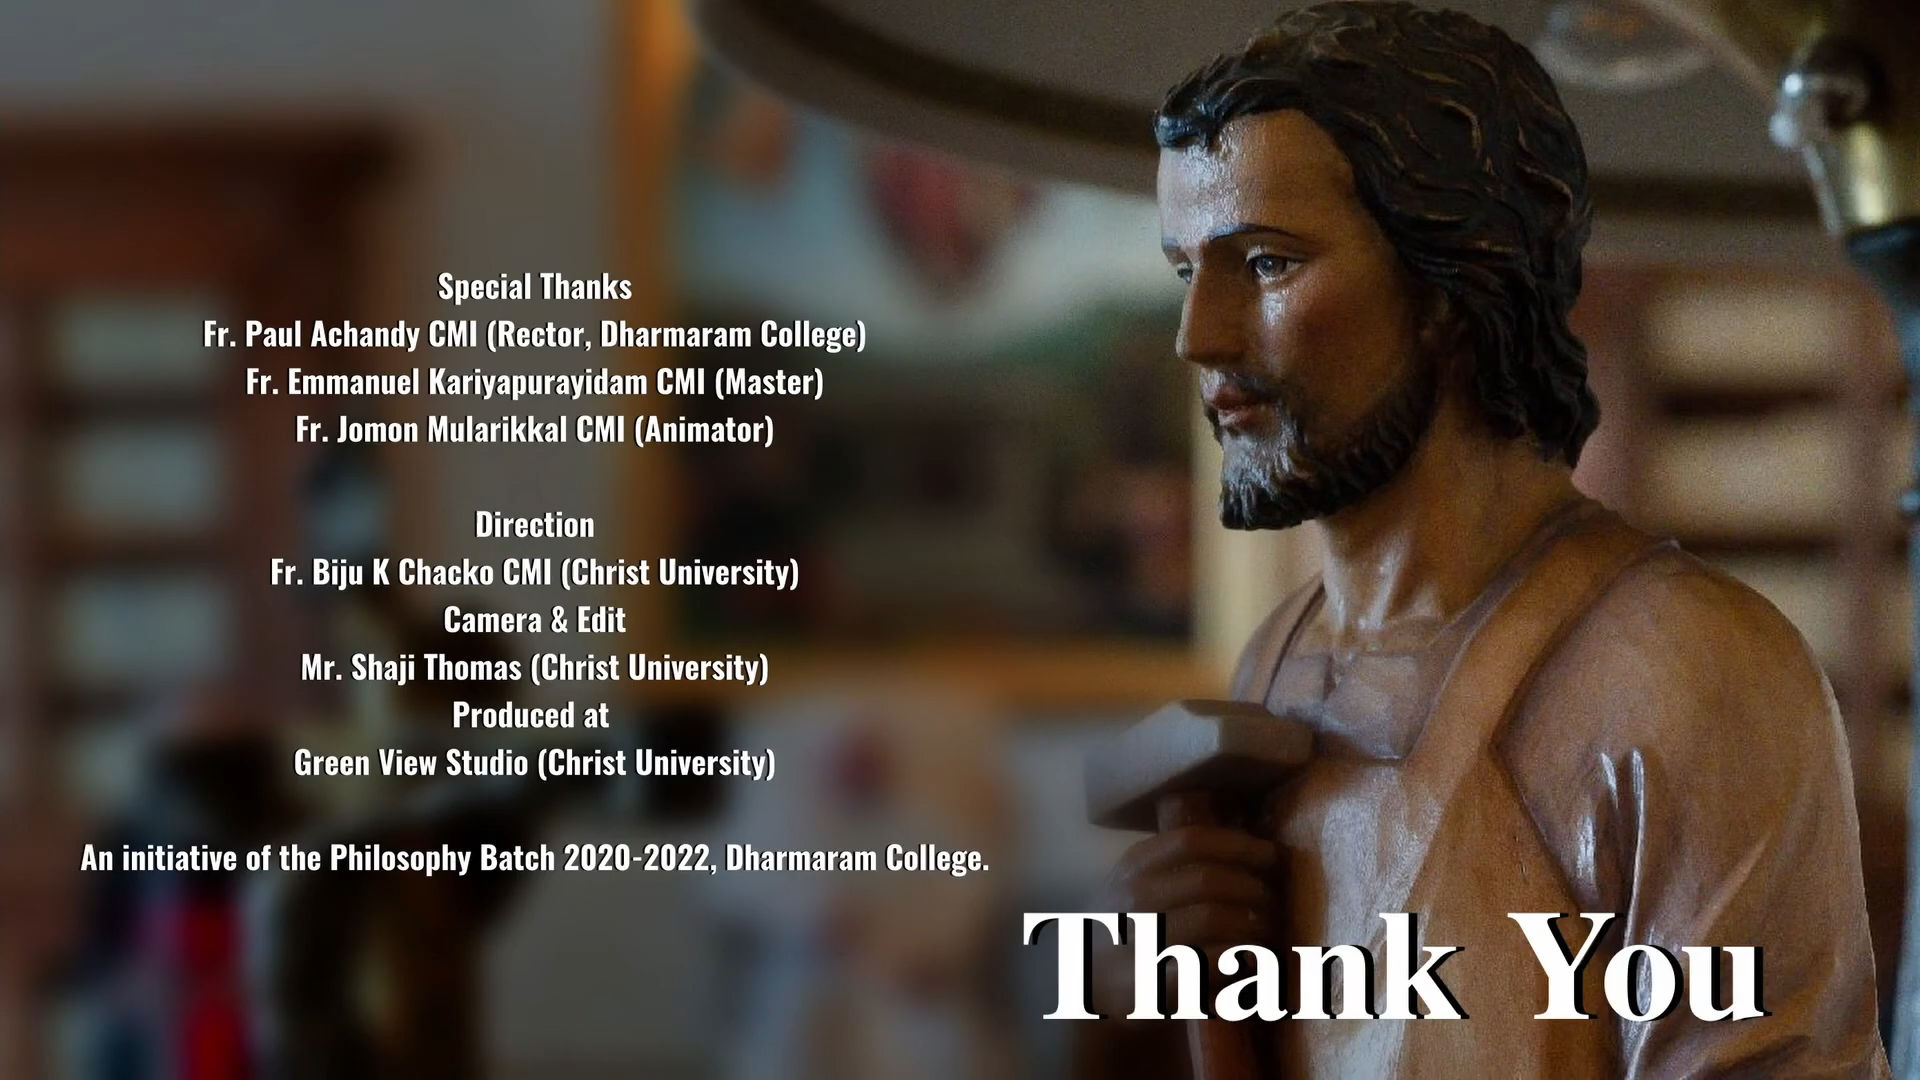 Special Thanks
Fr. Paul Achandy CMI (Rector, Dharmaram College)
Fr. Emmanuel Kariyapurayidam CMI (Master)
Fr. Jomon Mularikkal CMI (Animator)
Direction
Fr. Biju K Chacko CMI (Christ University)
Camera & Edit
Mr. Shaji Thomas (Christ University)
Produced at
Green View Studio (Christ University)
An initiative of the Philosophy Batch 2020-2022, Dharmaram College.
Thank You